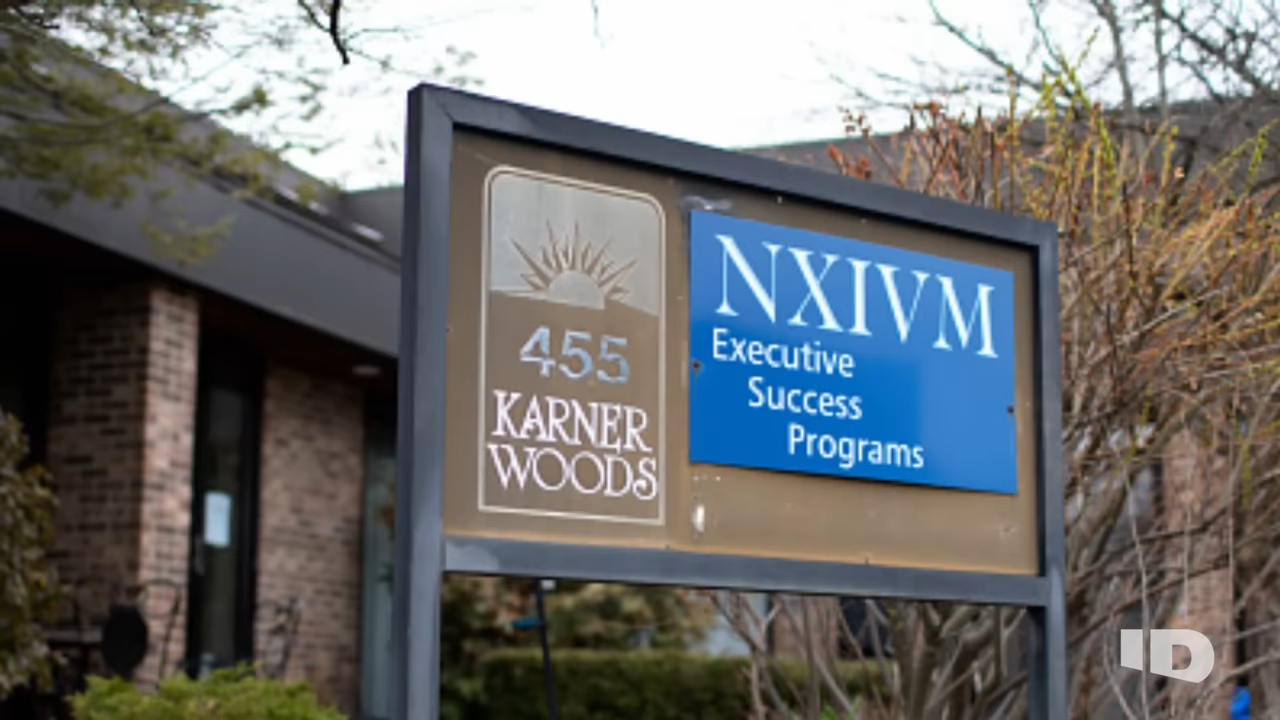 455
KARNER
WOODS
NXIVM
Executive
Success
Programs
ID